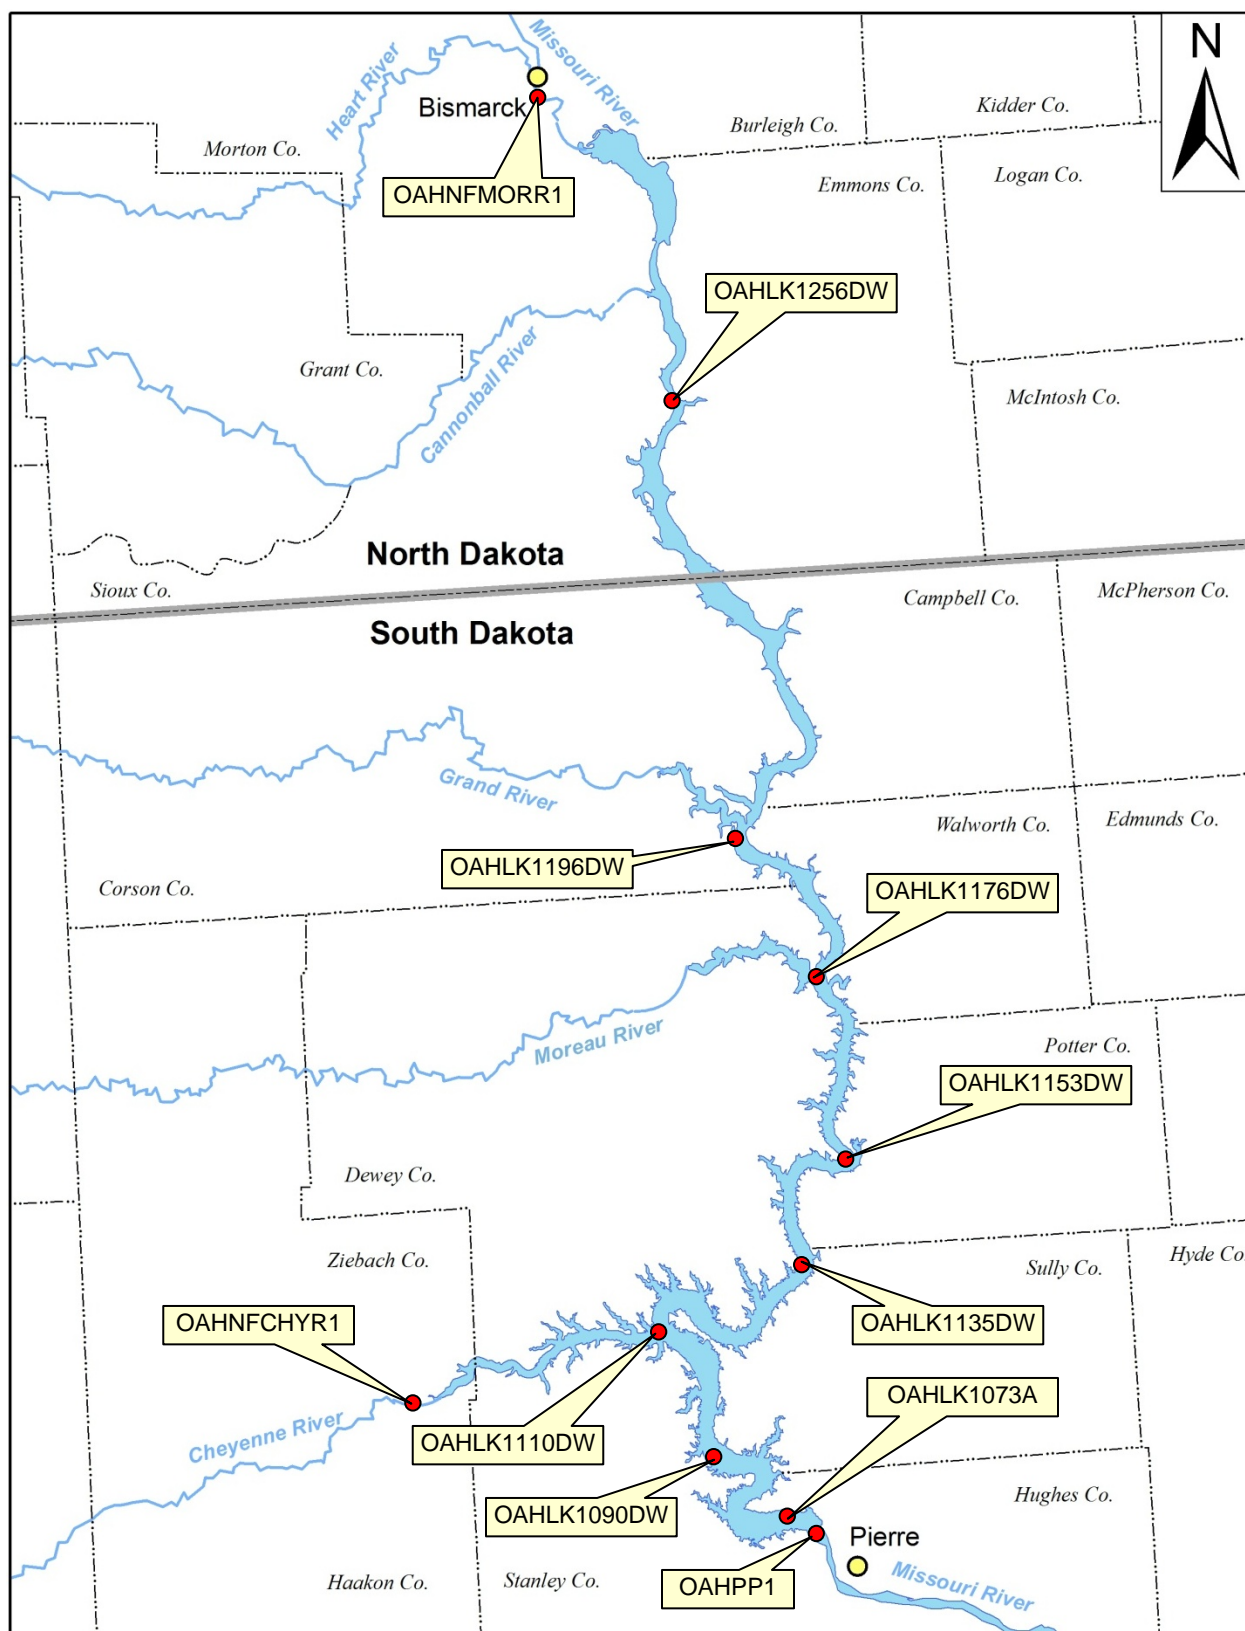 N
Missouri River
Heart River
Bismarck
Kidder Co.
Burleigh Co.
Morton Co.
Logan Co.
Emmons Co.
OAHNFMORR1
OAHLK1256DW
Grant Co.
Cannonball River
McIntosh Co.
North Dakota
Sioux Co.
Campbell Co.
McPherson Co.
South Dakota
Grand River
Walworth Co.
Edmunds Co.
OAHLK1196DW
Corson Co.
OAHLK1176DW
Moreau River
Potter Co.
OAHLK1153DW
Dewey Co.
Ziebach Co.
Sully Co.
Hyde Co.
OAHNFCHYR1
OAHLK1135DW
OAHLK1073A
Cheyenne River
OAHLK1110DW
OAHLK1090DW
Hughes Co.
Pierre
Haakon Co.
Stanley Co.
OAHPP1
Missouri River